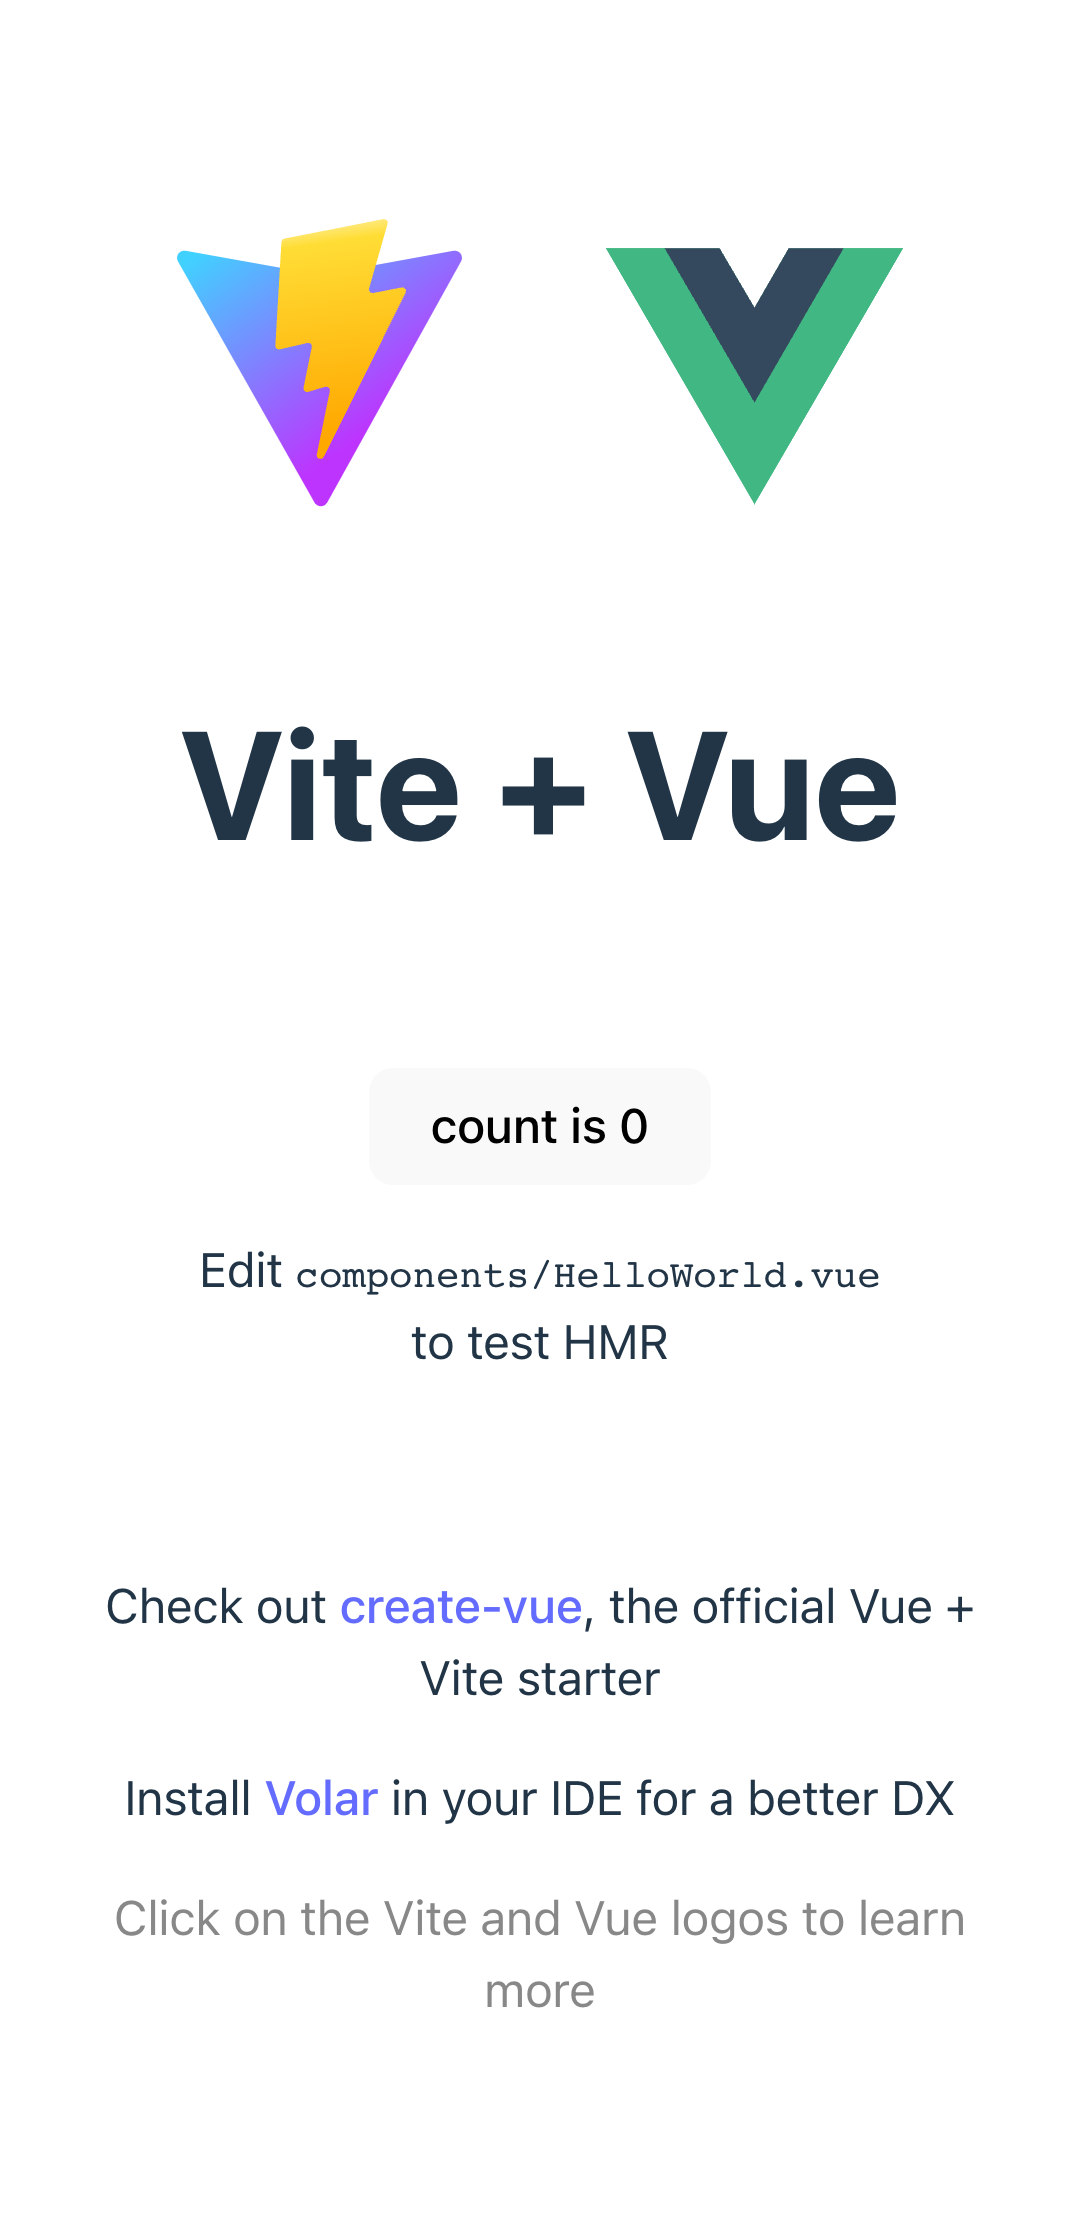 Vite + Vue
count is 0
Edit components/HelloWorld.vue
to test HMR
Check out create-vue, the official Vue +
Vite starter
Install Volar in your IDE for a better DX
Click on the Vite and Vue logos to learn
more